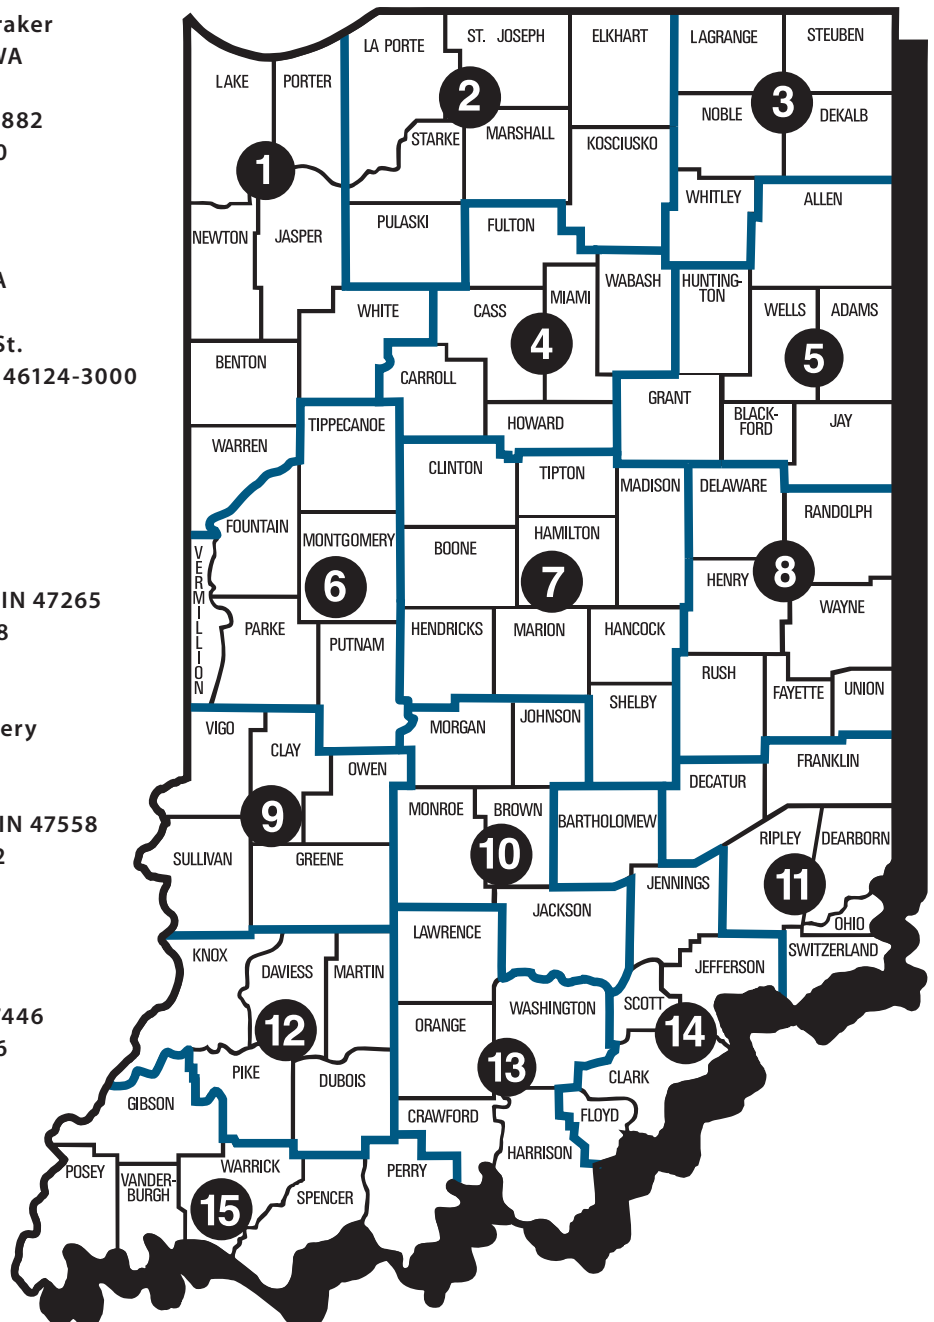 raker
VA
882
0
A
St.
46124-3000
IN 47265
8
ery
IN 47558
2
7446
6
LA PORTE
ST. JOSEPH
ELKHART
LAGRANGE
STEUBEN
LAKE
PORTER
2
3
NOBLE
DEKALB
STARKE
MARSHALL
KOSCIUSKO
1
WHITLEY
ALLEN
PULASKI
FULTON
NEWTON
JASPER
WABASH
HUNTING-
TON
MIAMI
WHITE
CASS
WELLS
ADAMS
4
5
BENTON
CARROLL
GRANT
BLACK-
FORD
JAY
TIPPECANOE
HOWARD
WARREN
CLINTON
TIPTON
MADISON
DELAWARE
RANDOLPH
FOUNTAIN
MONTGOMERY
BOONE
HAMILTON
VERMILLION
6
7
8
HENRY
WAYNE
PARKE
PUTNAM
HENDRICKS
MARION
HANCOCK
RUSH
FAYETTE
UNION
SHELBY
VIGO
CLAY
MORGAN
JOHNSON
OWEN
FRANKLIN
DECATUR
MONROE
BROWN
BARTHOLOMEW
9
RIPLEY
DEARBORN
SULLIVAN
GREENE
10
11
JENNINGS
JACKSON
OHIO
LAWRENCE
SWITZERLAND
KNOX
DAVIESS
MARTIN
JEFFERSON
WASHINGTON
SCOTT
12
ORANGE
14
13
PIKE
DUBOIS
CLARK
GIBSON
CRAWFORD
FLOYD
HARRISON
POSEY
VANDER-
BURGH
WARRICK
PERRY
SPENCER
15